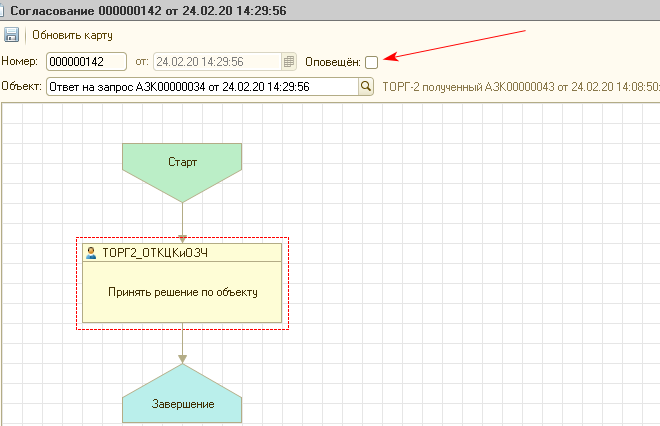 Согласование 000000142 от 24.02.20 14:29:56
Обновить карту
Номер: 000000142 от: 24.02.20 14:29:56 Оповещён:
Объект: Ответ на запрос АЗК00000034 от 24.02.20 14:29:56 ТОРГ-2 полученный АЗК00000043 от 24.02.20 14:08:50
Старт
ТОРГ2_ОТКЦКиОЗЧ
Принять решение по объекту
Завершение